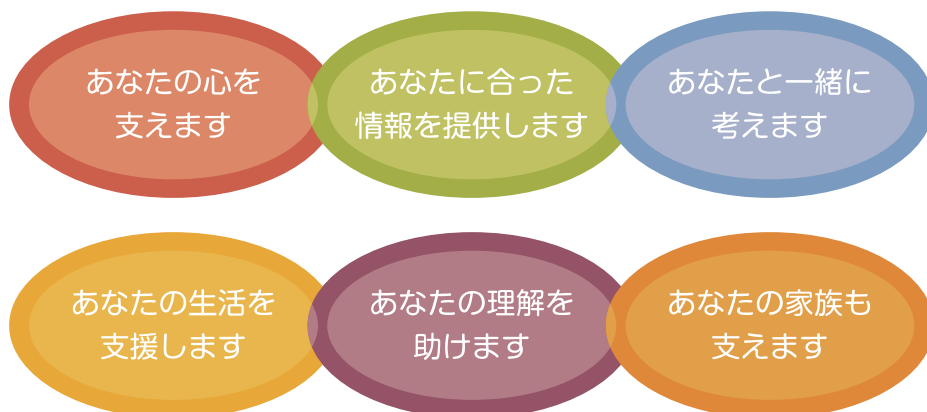 あなたの心を
支えます
あなたに合った
情報を提供します
あなたと一緒に
考えます
あなたの生活を
支援します
あなたの理解を
助けます
あなたの家族も
支えます